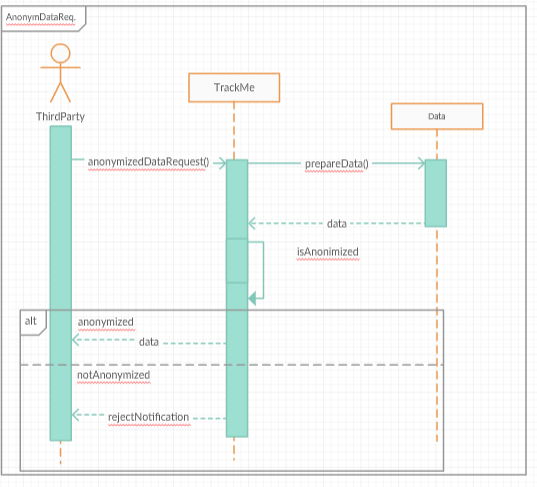 AnonymDataReq.
TrackMe
Data
ThirdParty
anonymizedDataRequest()
prepareData()
data
isAnonimized
alt
anonymized
data
notAnonymized
rejectNotification